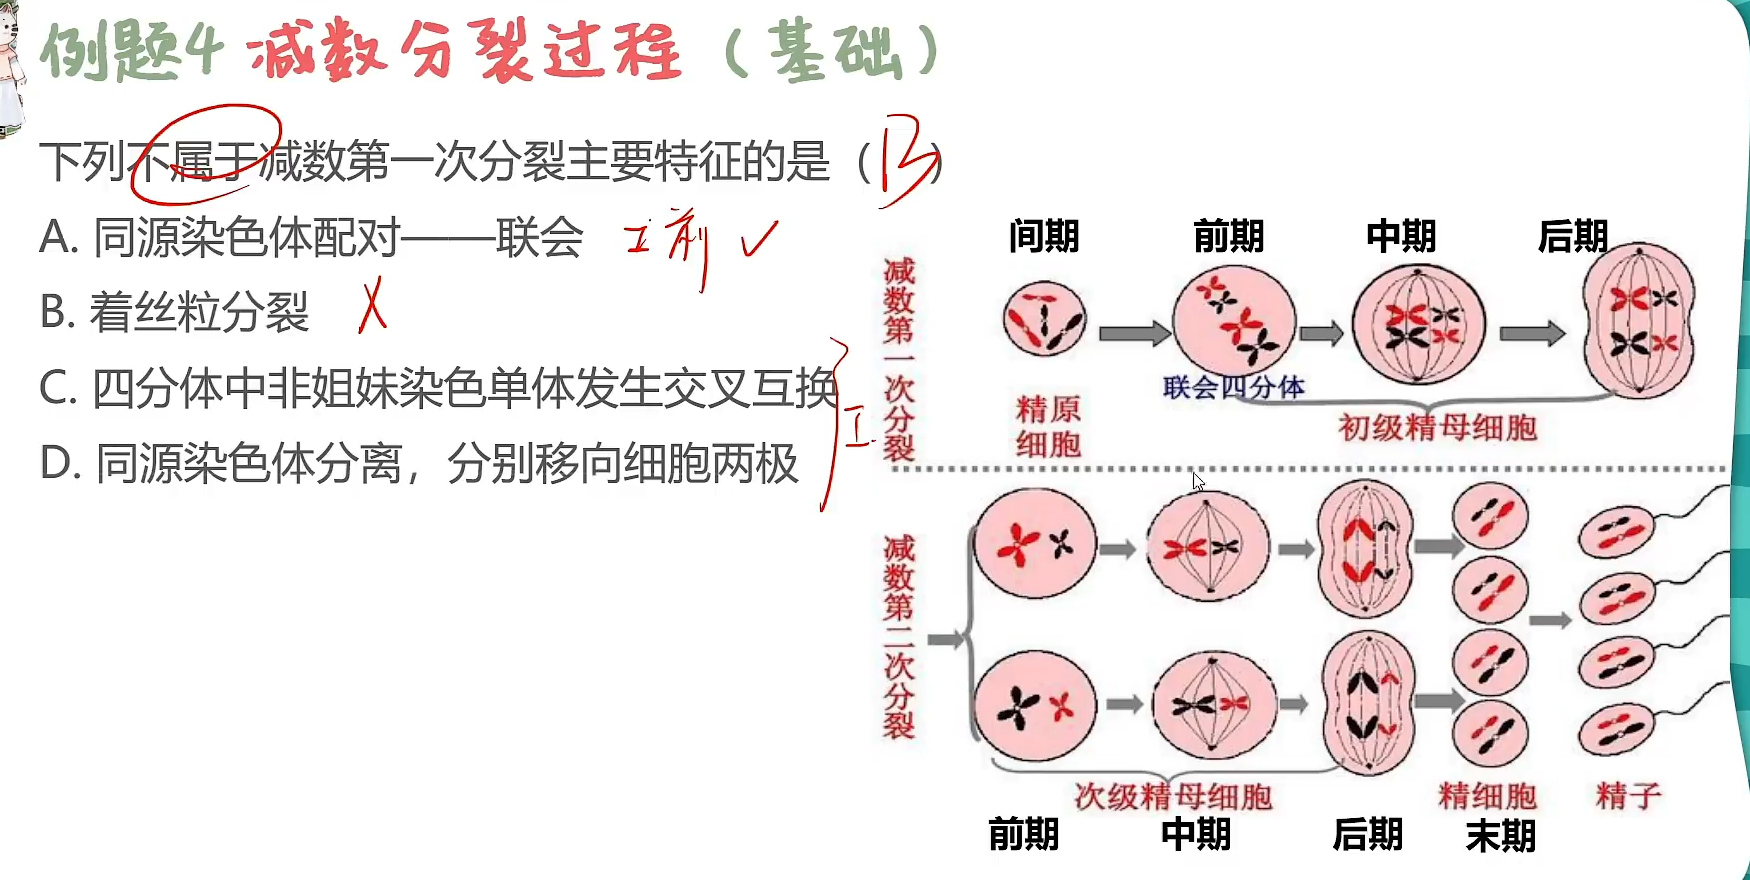 例题4 减数分裂过程（基础）
下列不属于减数第一次分裂主要特征的是（B）
A. 同源染色体配对——联会 I前 ✓
B. 着丝粒分裂 X
C. 四分体中非姐妹染色单体发生交叉互换
D. 同源染色体分离，分别移向细胞两极
I
间期 前期 中期 后期
减数第一次分裂
联会四分体
精原细胞
初级精母细胞
减数第二次分裂
次级精母细胞 精细胞 精子
前期 中期 后期 末期